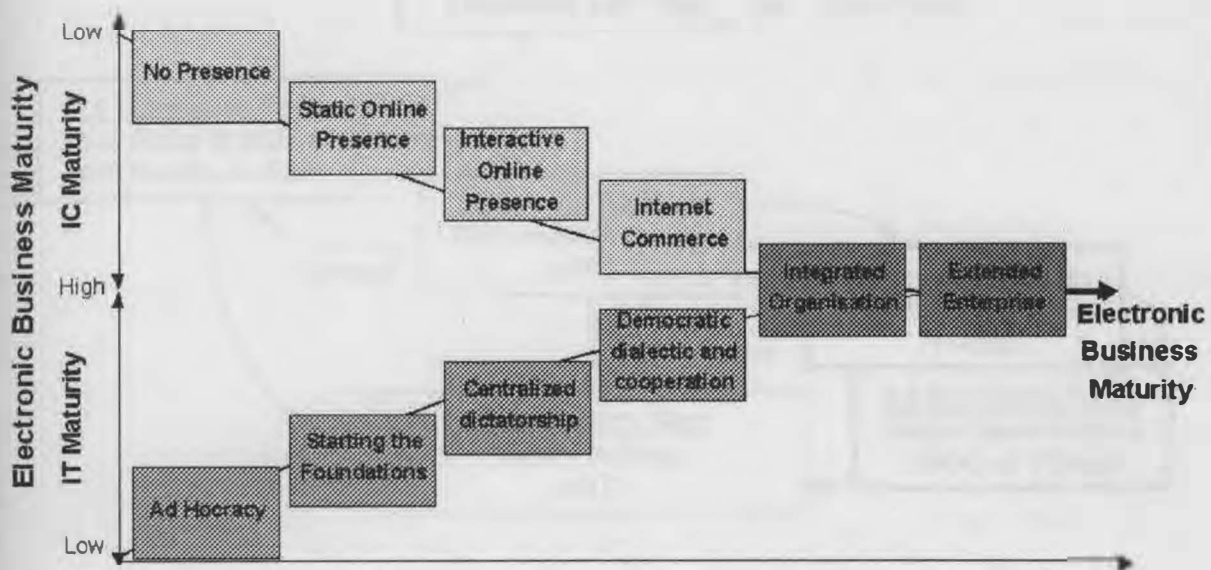 Electronic Business Maturity
IC Maturity
IT Maturity
Low
High
Low
No Presence
Static Online
Presence
Interactive
Online
Presence
Internet
Commerce
Integrated
Organisation
Extended
Enterprise
Democratic
dialectic and
cooperation
Centralized
dictatorship
Starting the
Foundations
Ad Hocracy
Electronic
Business
Maturity